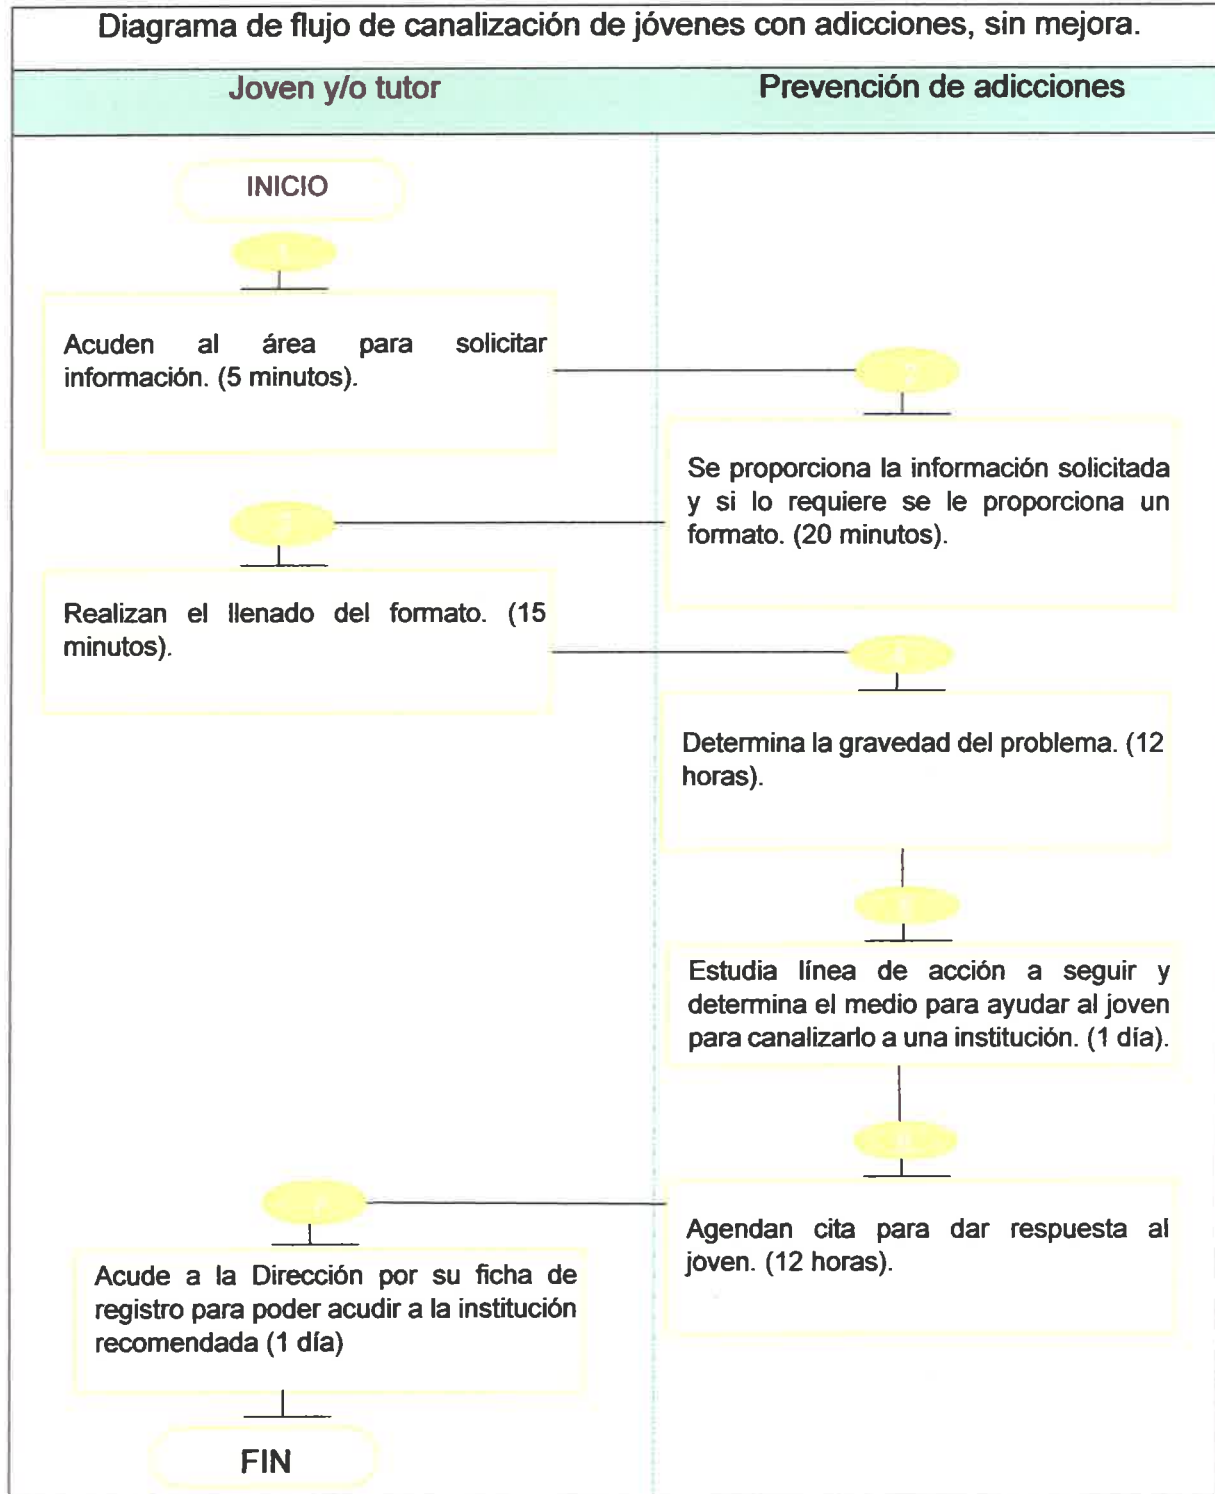 Diagrama de flujo de canalización de jóvenes con adicciones, sin mejora.
Joven y/o tutor
Prevención de adicciones
INICIO
1
Acuden al área para solicitar
información. (5 minutos).
2
Se proporciona la información solicitada
y si lo requiere se le proporciona un
formato. (20 minutos).
3
Realizan el llenado del formato. (15
minutos).
4
Determina la gravedad del problema. (12
horas).
Estudia línea de acción a seguir y
determina el medio para ayudar al joven
para canalizarlo a una institución. (1 día).
Agendan cita para dar respuesta al
joven. (12 horas).
Acude a la Dirección por su ficha de
registro para poder acudir a la institución
recomendada (1 día)
FIN